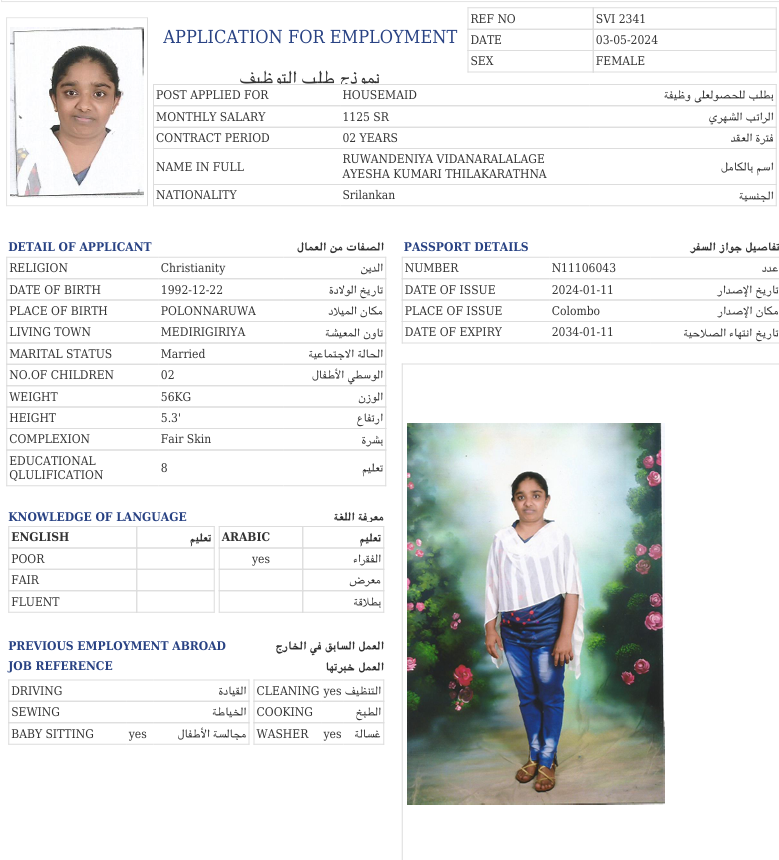 APPLICATION FOR EMPLOYMENT
نموذج طلب التوظيف
REF NO SVI 2341
DATE 03-05-2024
SEX FEMALE
POST APPLIED FOR HOUSEMAID بطلب للحصولعلى وظيفة
MONTHLY SALARY 1125 SR الراتب الشهري
CONTRACT PERIOD 02 YEARS فترة العقد
NAME IN FULL RUWANDENIYA VIDANARALALAGE
AYESHA KUMARI THILAKARATHNA اسم بالكامل
NATIONALITY Srilankan الجنسية
DETAIL OF APPLICANT الصفات من العمال
RELIGION Christianity الدين
DATE OF BIRTH 1992-12-22 تاريخ الولادة
PLACE OF BIRTH POLONNARUWA مكان الميلاد
LIVING TOWN MEDIRIGIRIYA تاون المعيشة
MARITAL STATUS Married الحالة الاجتماعية
NO.OF CHILDREN 02 الوسطي الأطفال
WEIGHT 56KG الوزن
HEIGHT 5.3' ارتفاع
COMPLEXION Fair Skin بشرة
EDUCATIONAL
QLULIFICATION 8 تعليم
PASSPORT DETAILS تفاصيل جواز السفر
NUMBER N11106043 عدد
DATE OF ISSUE 2024-01-11 تاريخ الإصدار
PLACE OF ISSUE Colombo مكان الإصدار
DATE OF EXPIRY 2034-01-11 تاريخ انتهاء الصلاحية
KNOWLEDGE OF LANGUAGE معرفة اللغة
ENGLISH تعليم ARABIC تعليم
POOR yes الفقراء
FAIR معرض
FLUENT بطلاقة
PREVIOUS EMPLOYMENT ABROAD العمل السابق في الخارج
JOB REFERENCE العمل خبرتها
DRIVING القيادة CLEANING yes التنظيف
SEWING الخياطة COOKING الطبخ
BABY SITTING yes مجالسة الأطفال WASHER yes غسالة